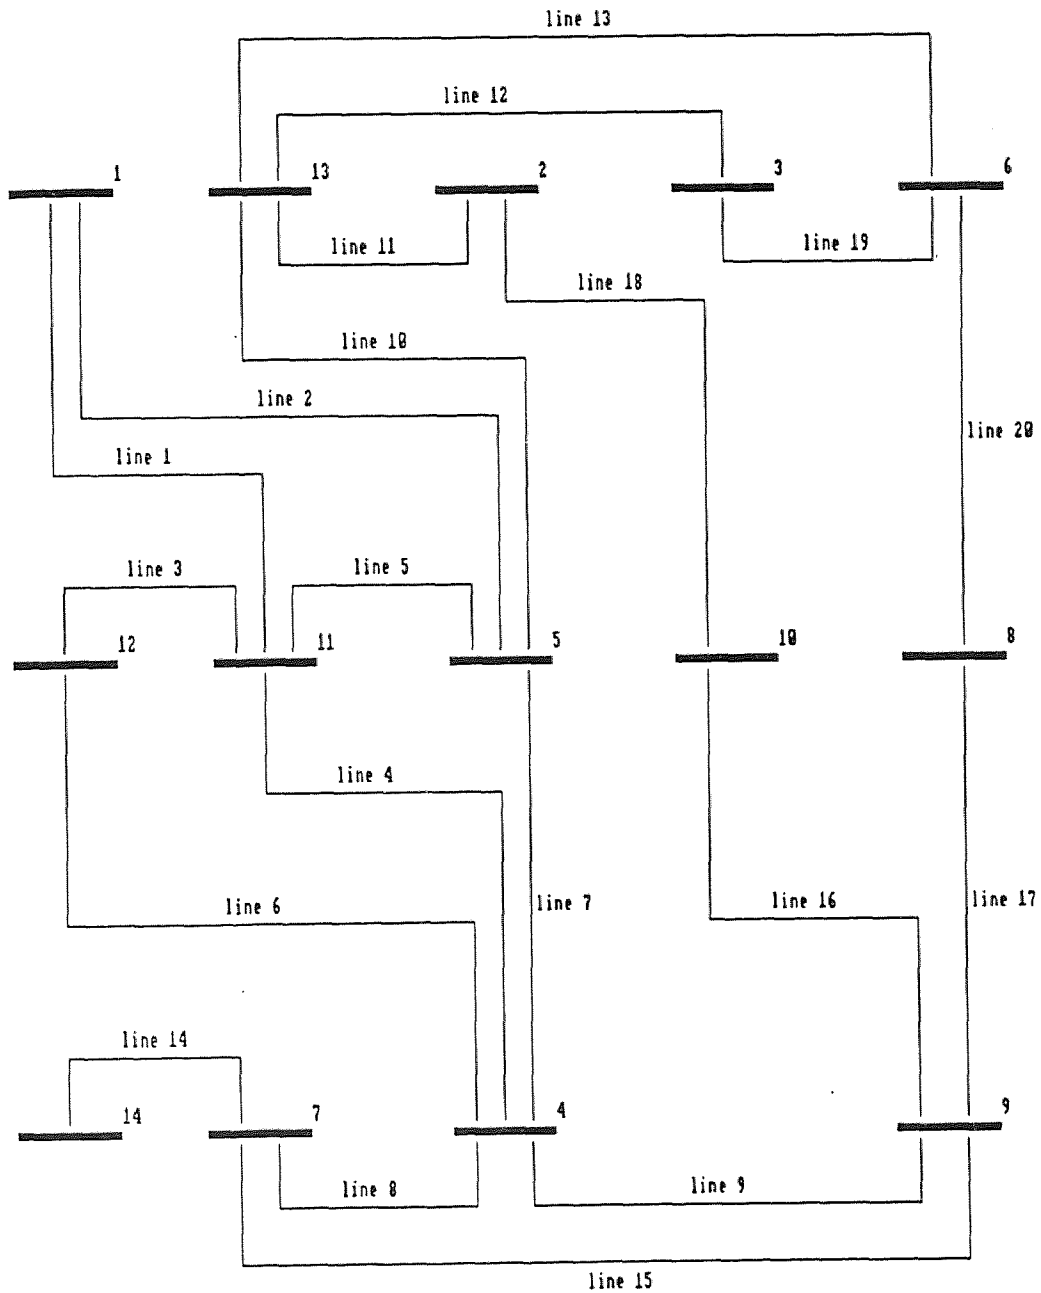 line 13
line 12
1
13
2
3
6
line 11
line 19
line 18
line 10
line 2
line 20
line 1
line 3
line 5
12
11
5
10
8
line 4
line 6
line 7
line 16
line 17
line 14
14
7
4
9
line 8
line 9
line 15